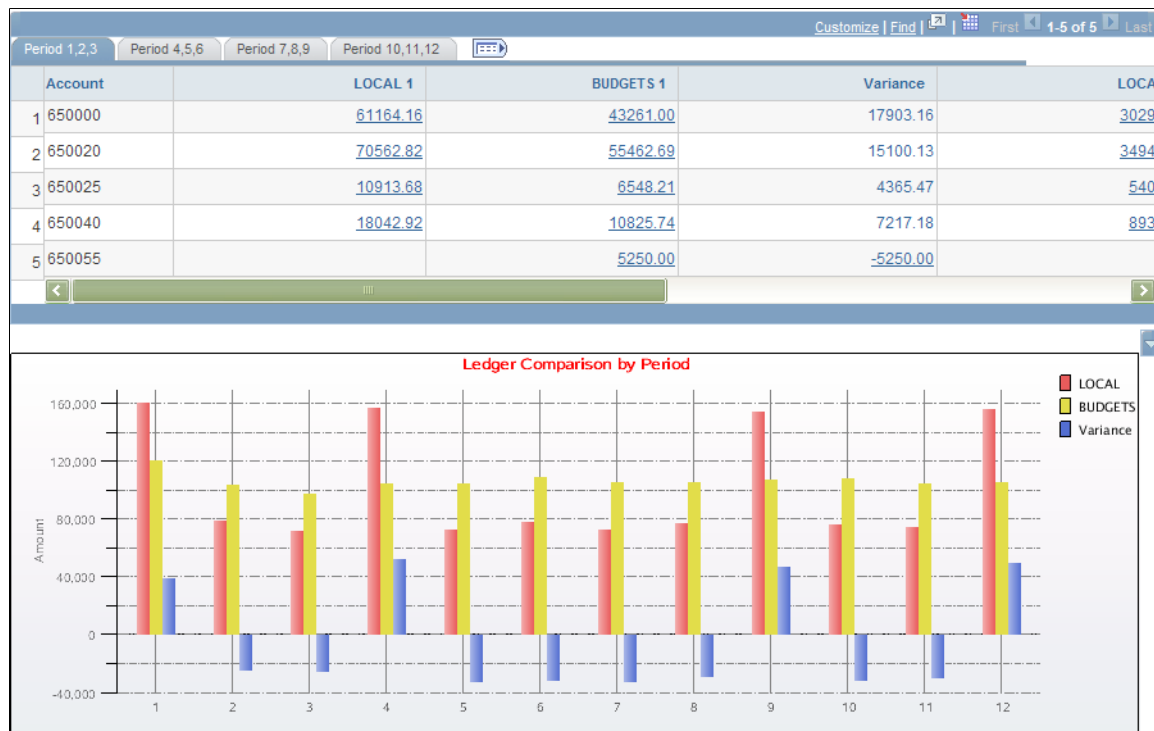 Customize | Find | | First 1-5 of 5 Last
Period 1,2,3 Period 4,5,6 Period 7,8,9 Period 10,11,12
Account LOCAL 1 BUDGETS 1 Variance LOCA
1 650000 61164.16 43261.00 17903.16 3029
2 650020 70562.82 55462.69 15100.13 3494
3 650025 10913.68 6548.21 4365.47 540
4 650040 18042.92 10825.74 7217.18 893
5 650055 5250.00 -5250.00
Ledger Comparison by Period
LOCAL
BUDGETS
Variance
Amount
160,000
120,000
80,000
40,000
0
-40,000
1 2 3 4 5 6 7 8 9 10 11 12